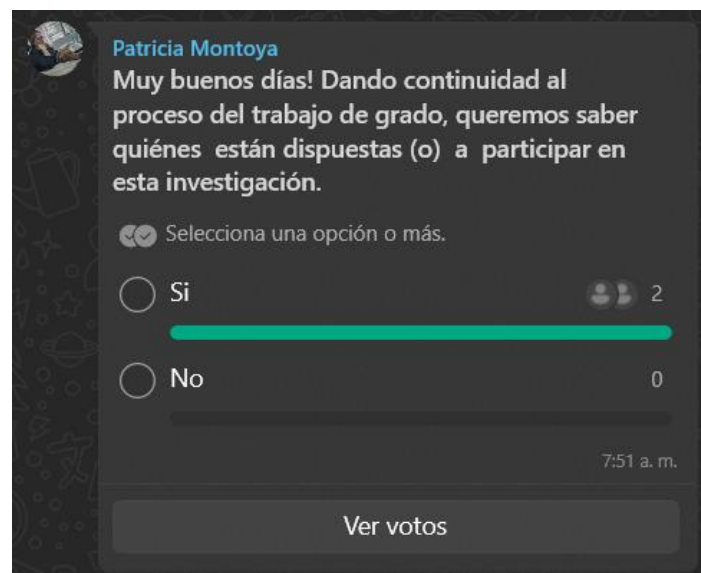 Patricia Montoya
Muy buenos días! Dando continuidad al
proceso del trabajo de grado, queremos saber
quiénes  están dispuestas (o)  a  participar en
esta investigación.
Selecciona una opción o más.
Si 2
No 0
7:51 a. m.
Ver votos